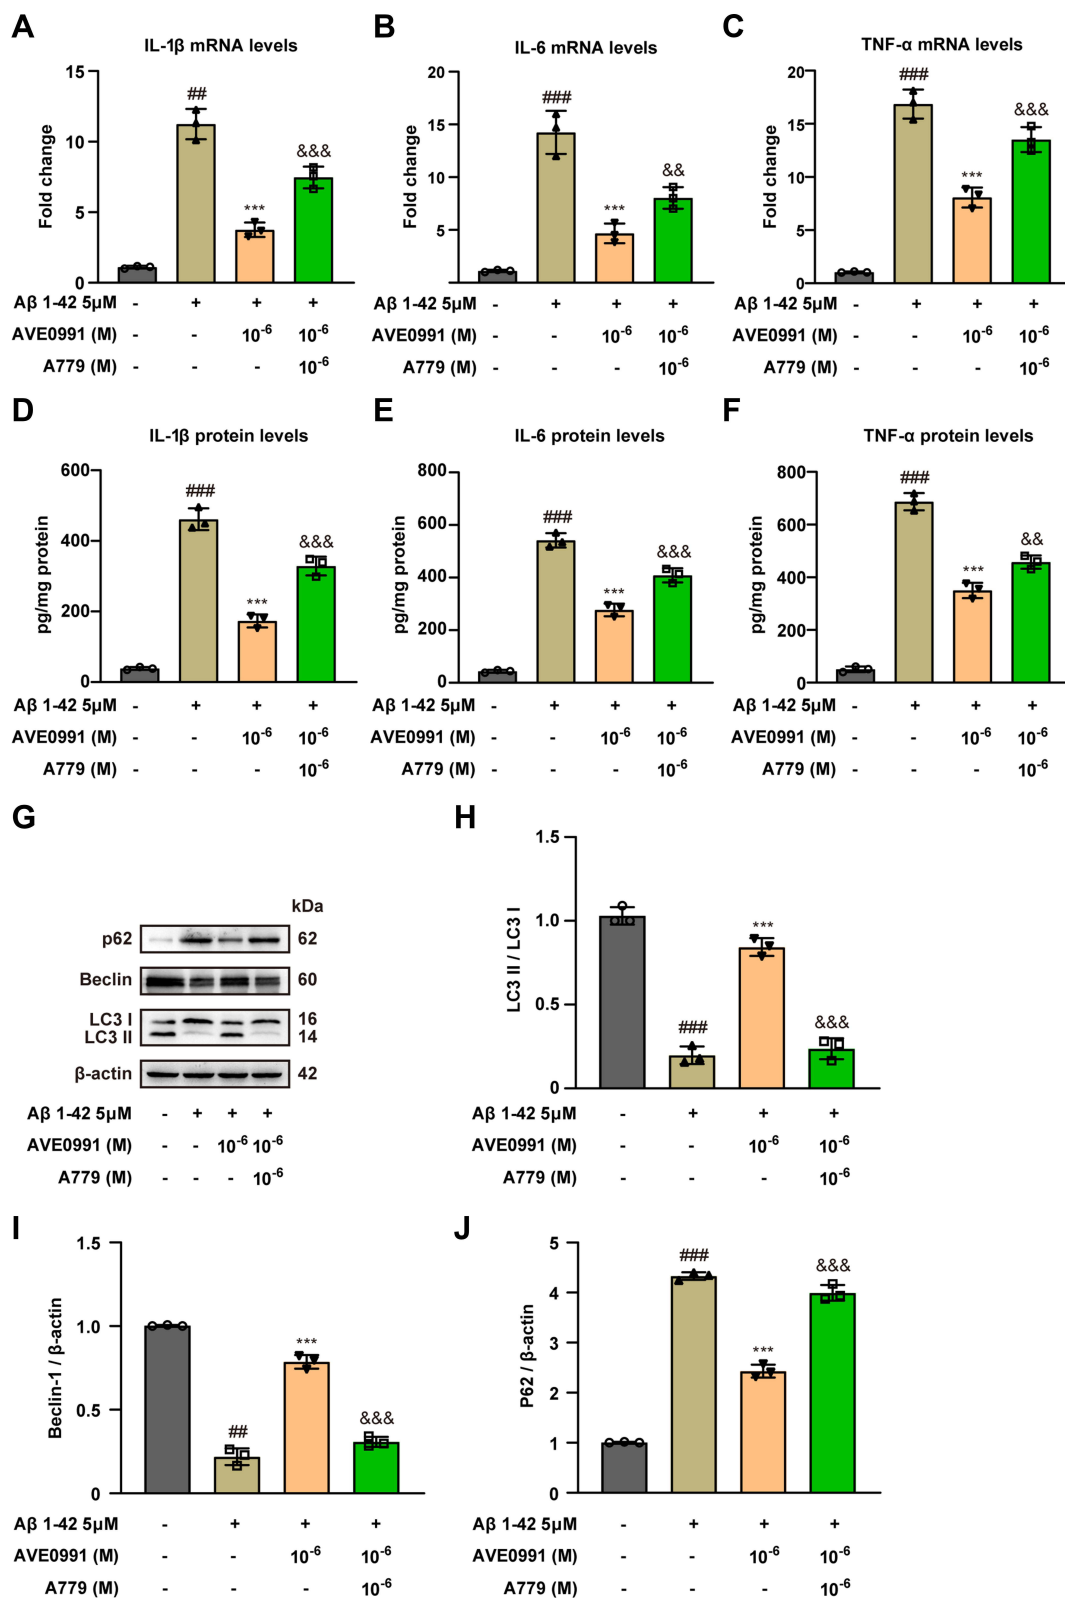 A
IL-1β mRNA levels
15
10
5
0
Fold change
##
***
&&&
Aβ 1-42 5μM - + + +
AVE0991 (M) - - 10⁻⁶ 10⁻⁶
A779 (M) - - - 10⁻⁶
B
IL-6 mRNA levels
20
15
10
5
Fold change
###
***
&&
Aβ 1-42 5μM - + + +
AVE0991 (M) - - 10⁻⁶ 10⁻⁶
A779 (M) - - - 10⁻⁶
C
TNF-α mRNA levels
20
15
10
5
0
Fold change
###
***
&&&
Aβ 1-42 5μM - + + +
AVE0991 (M) - - 10⁻⁶ 10⁻⁶
A779 (M) - - - 10⁻⁶
D
IL-1β protein levels
600
400
200
0
pg/mg protein
###
***
&&&
Aβ 1-42 5μM - + + +
AVE0991 (M) - - 10⁻⁶ 10⁻⁶
A779 (M) - - - 10⁻⁶
E
IL-6 protein levels
800
600
400
200
0
pg/mg protein
###
***
&&&
Aβ 1-42 5μM - + + +
AVE0991 (M) - - 10⁻⁶ 10⁻⁶
A779 (M) - - - 10⁻⁶
F
TNF-α protein levels
800
600
400
200
0
pg/mg protein
###
***
&&
Aβ 1-42 5μM - + + +
AVE0991 (M) - - 10⁻⁶ 10⁻⁶
A779 (M) - - - 10⁻⁶
G
kDa
p62 62
Beclin 60
LC3 I 16
LC3 II 14
β-actin 42
Aβ 1-42 5μM - + + +
AVE0991 (M) - - 10⁻⁶ 10⁻⁶
A779 (M) - - - 10⁻⁶
H
1.5
1.0
0.5
0
LC3 II / LC3 I
###
***
&&&
Aβ 1-42 5μM - + + +
AVE0991 (M) - - 10⁻⁶ 10⁻⁶
A779 (M) - - - 10⁻⁶
I
1.5
1.0
0.5
0
Beclin-1 / β-actin
##
***
&&&
Aβ 1-42 5μM - + + +
AVE0991 (M) - - 10⁻⁶ 10⁻⁶
A779 (M) - - - 10⁻⁶
J
5
4
3
2
1
0
P62 / β-actin
###
***
&&&
Aβ 1-42 5μM - + + +
AVE0991 (M) - - 10⁻⁶ 10⁻⁶
A779 (M) - - - 10⁻⁶